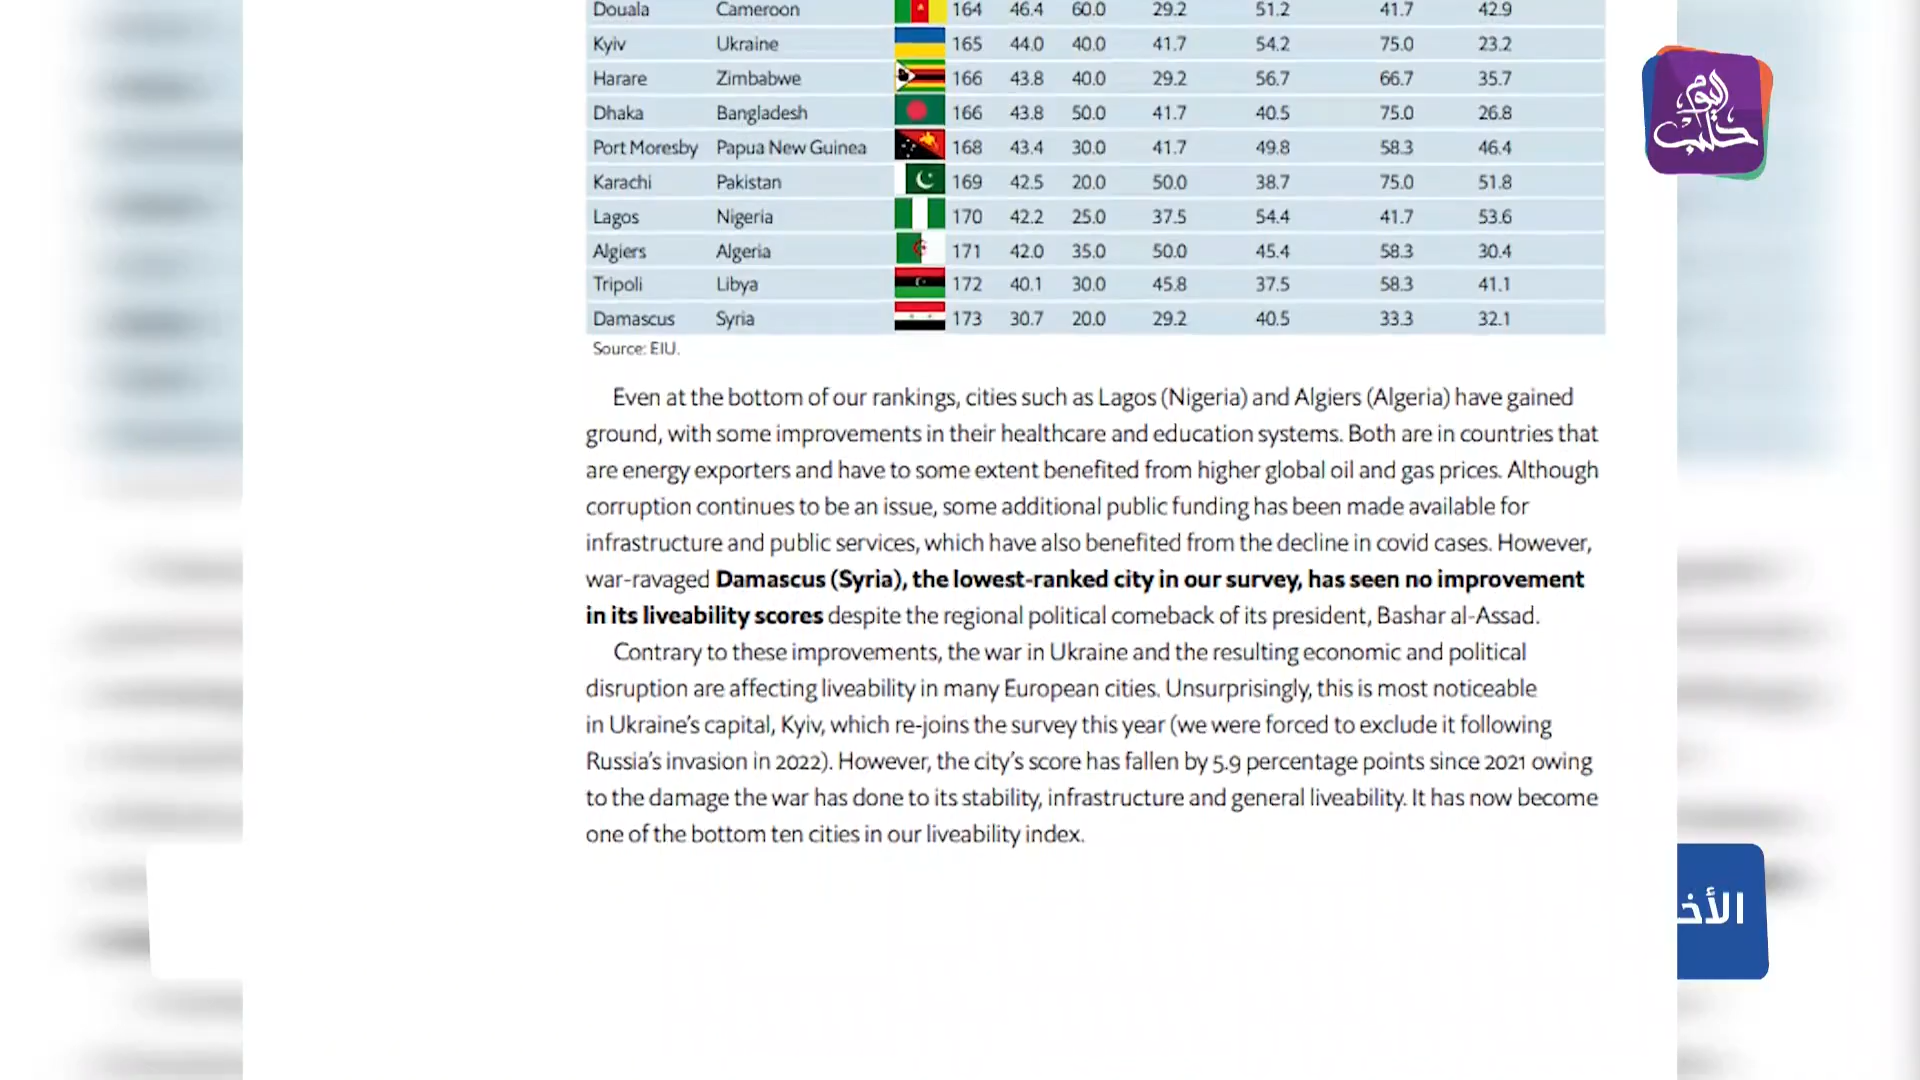 Douala Cameroon 164 46.4 60.0 29.2 51.2 41.7 42.9
Kyiv Ukraine 165 44.0 40.0 41.7 54.2 75.0 23.2
Harare Zimbabwe 166 43.8 40.0 29.2 56.7 66.7 35.7
Dhaka Bangladesh 166 43.8 50.0 41.7 40.5 75.0 26.8
Port Moresby Papua New Guinea 168 43.4 30.0 41.7 49.8 58.3 46.4
Karachi Pakistan 169 42.5 20.0 50.0 38.7 75.0 51.8
Lagos Nigeria 170 42.2 25.0 37.5 54.4 41.7 53.6
Algiers Algeria 171 42.0 35.0 50.0 45.4 58.3 30.4
Tripoli Libya 172 40.1 30.0 45.8 37.5 58.3 41.1
Damascus Syria 173 30.7 20.0 29.2 40.5 33.3 32.1
Source: EIU.
Even at the bottom of our rankings, cities such as Lagos (Nigeria) and Algiers (Algeria) have gained
ground, with some improvements in their healthcare and education systems. Both are in countries that
are energy exporters and have to some extent benefited from higher global oil and gas prices. Although
corruption continues to be an issue, some additional public funding has been made available for
infrastructure and public services, which have also benefited from the decline in covid cases. However,
war-ravaged Damascus (Syria), the lowest-ranked city in our survey, has seen no improvement
in its liveability scores despite the regional political comeback of its president, Bashar al-Assad.
Contrary to these improvements, the war in Ukraine and the resulting economic and political
disruption are affecting liveability in many European cities. Unsurprisingly, this is most noticeable
in Ukraine's capital, Kyiv, which re-joins the survey this year (we were forced to exclude it following
Russia's invasion in 2022). However, the city's score has fallen by 5.9 percentage points since 2021 owing
to the damage the war has done to its stability, infrastructure and general liveability. It has now become
one of the bottom ten cities in our liveability index.
حلب
اليوم
الأخ